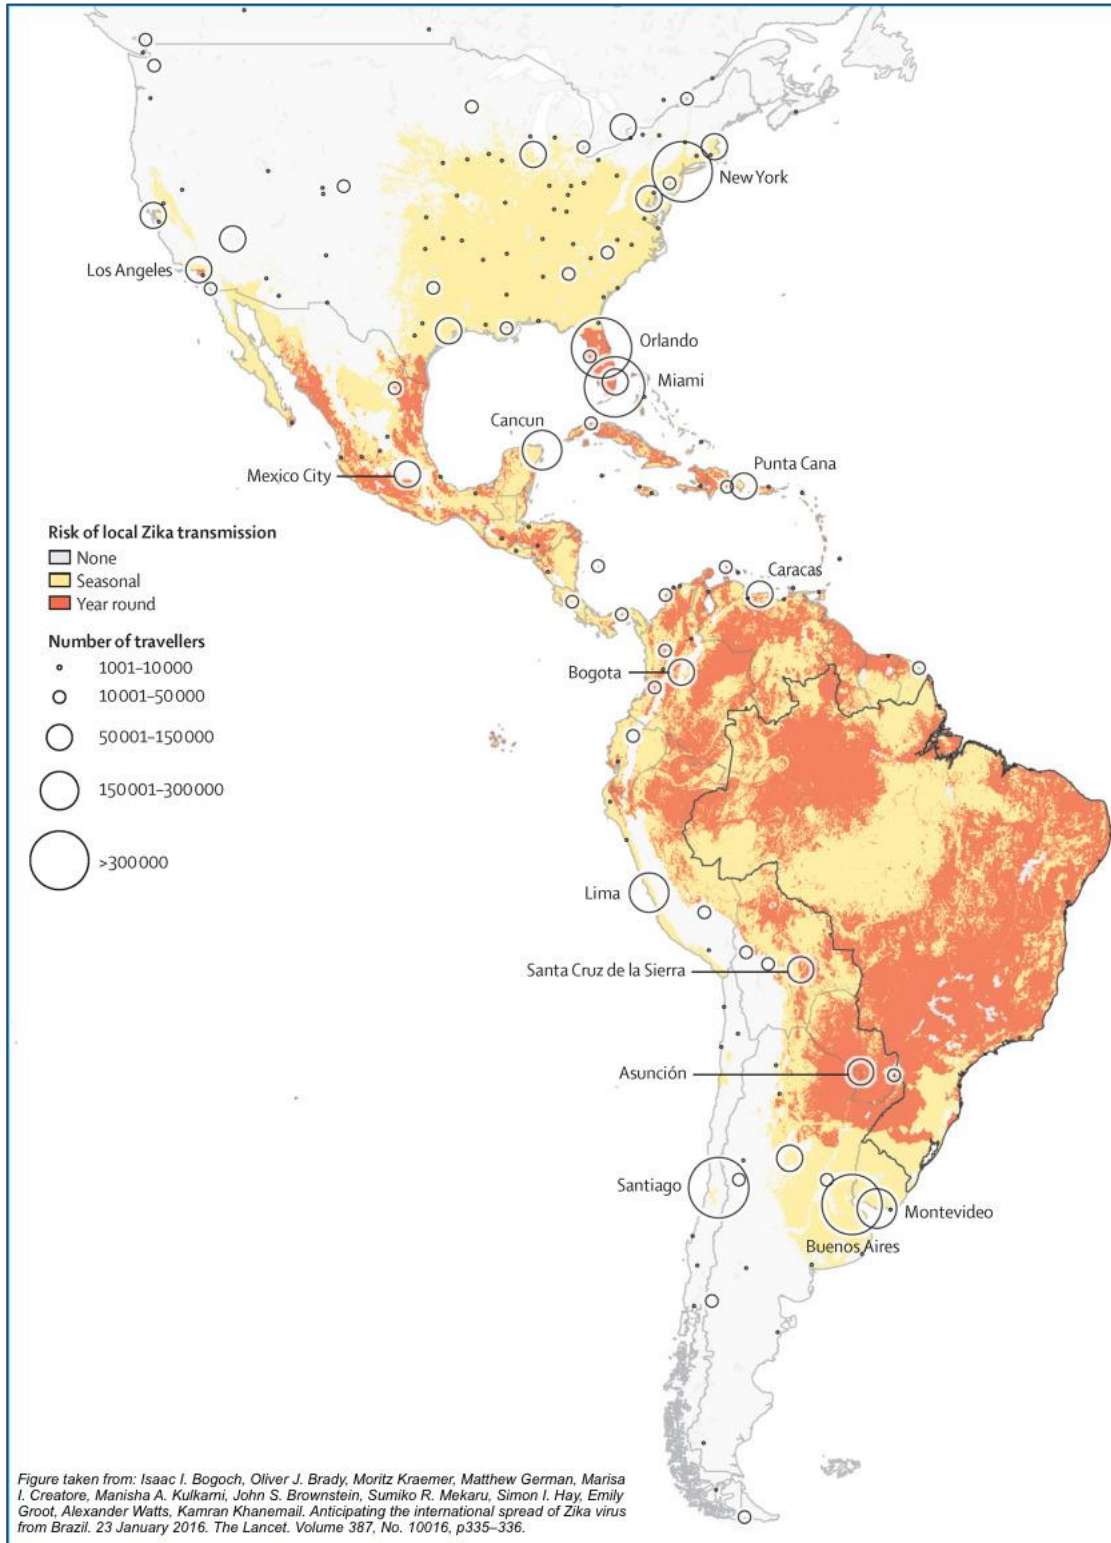 New York
Los Angeles
Orlando
Miami
Cancun
Mexico City
Punta Cana
Risk of local Zika transmission
None
Seasonal
Year round
Number of travellers
1001–10 000
10 001–50 000
50 001–150 000
150 001–300 000
>300 000
Caracas
Bogota
Lima
Santa Cruz de la Sierra
Asunción
Santiago
Montevideo
Buenos Aires
Figure taken from: Isaac I. Bogoch, Oliver J. Brady, Moritz Kraemer, Matthew German, Marisa
I. Creatore, Manisha A. Kulkarni, John S. Brownstein, Sumiko R. Mekaru, Simon I. Hay, Emily
Groot, Alexander Watts, Kamran Khanemail. Anticipating the international spread of Zika virus
from Brazil. 23 January 2016. The Lancet. Volume 387, No. 10016, p335–336.